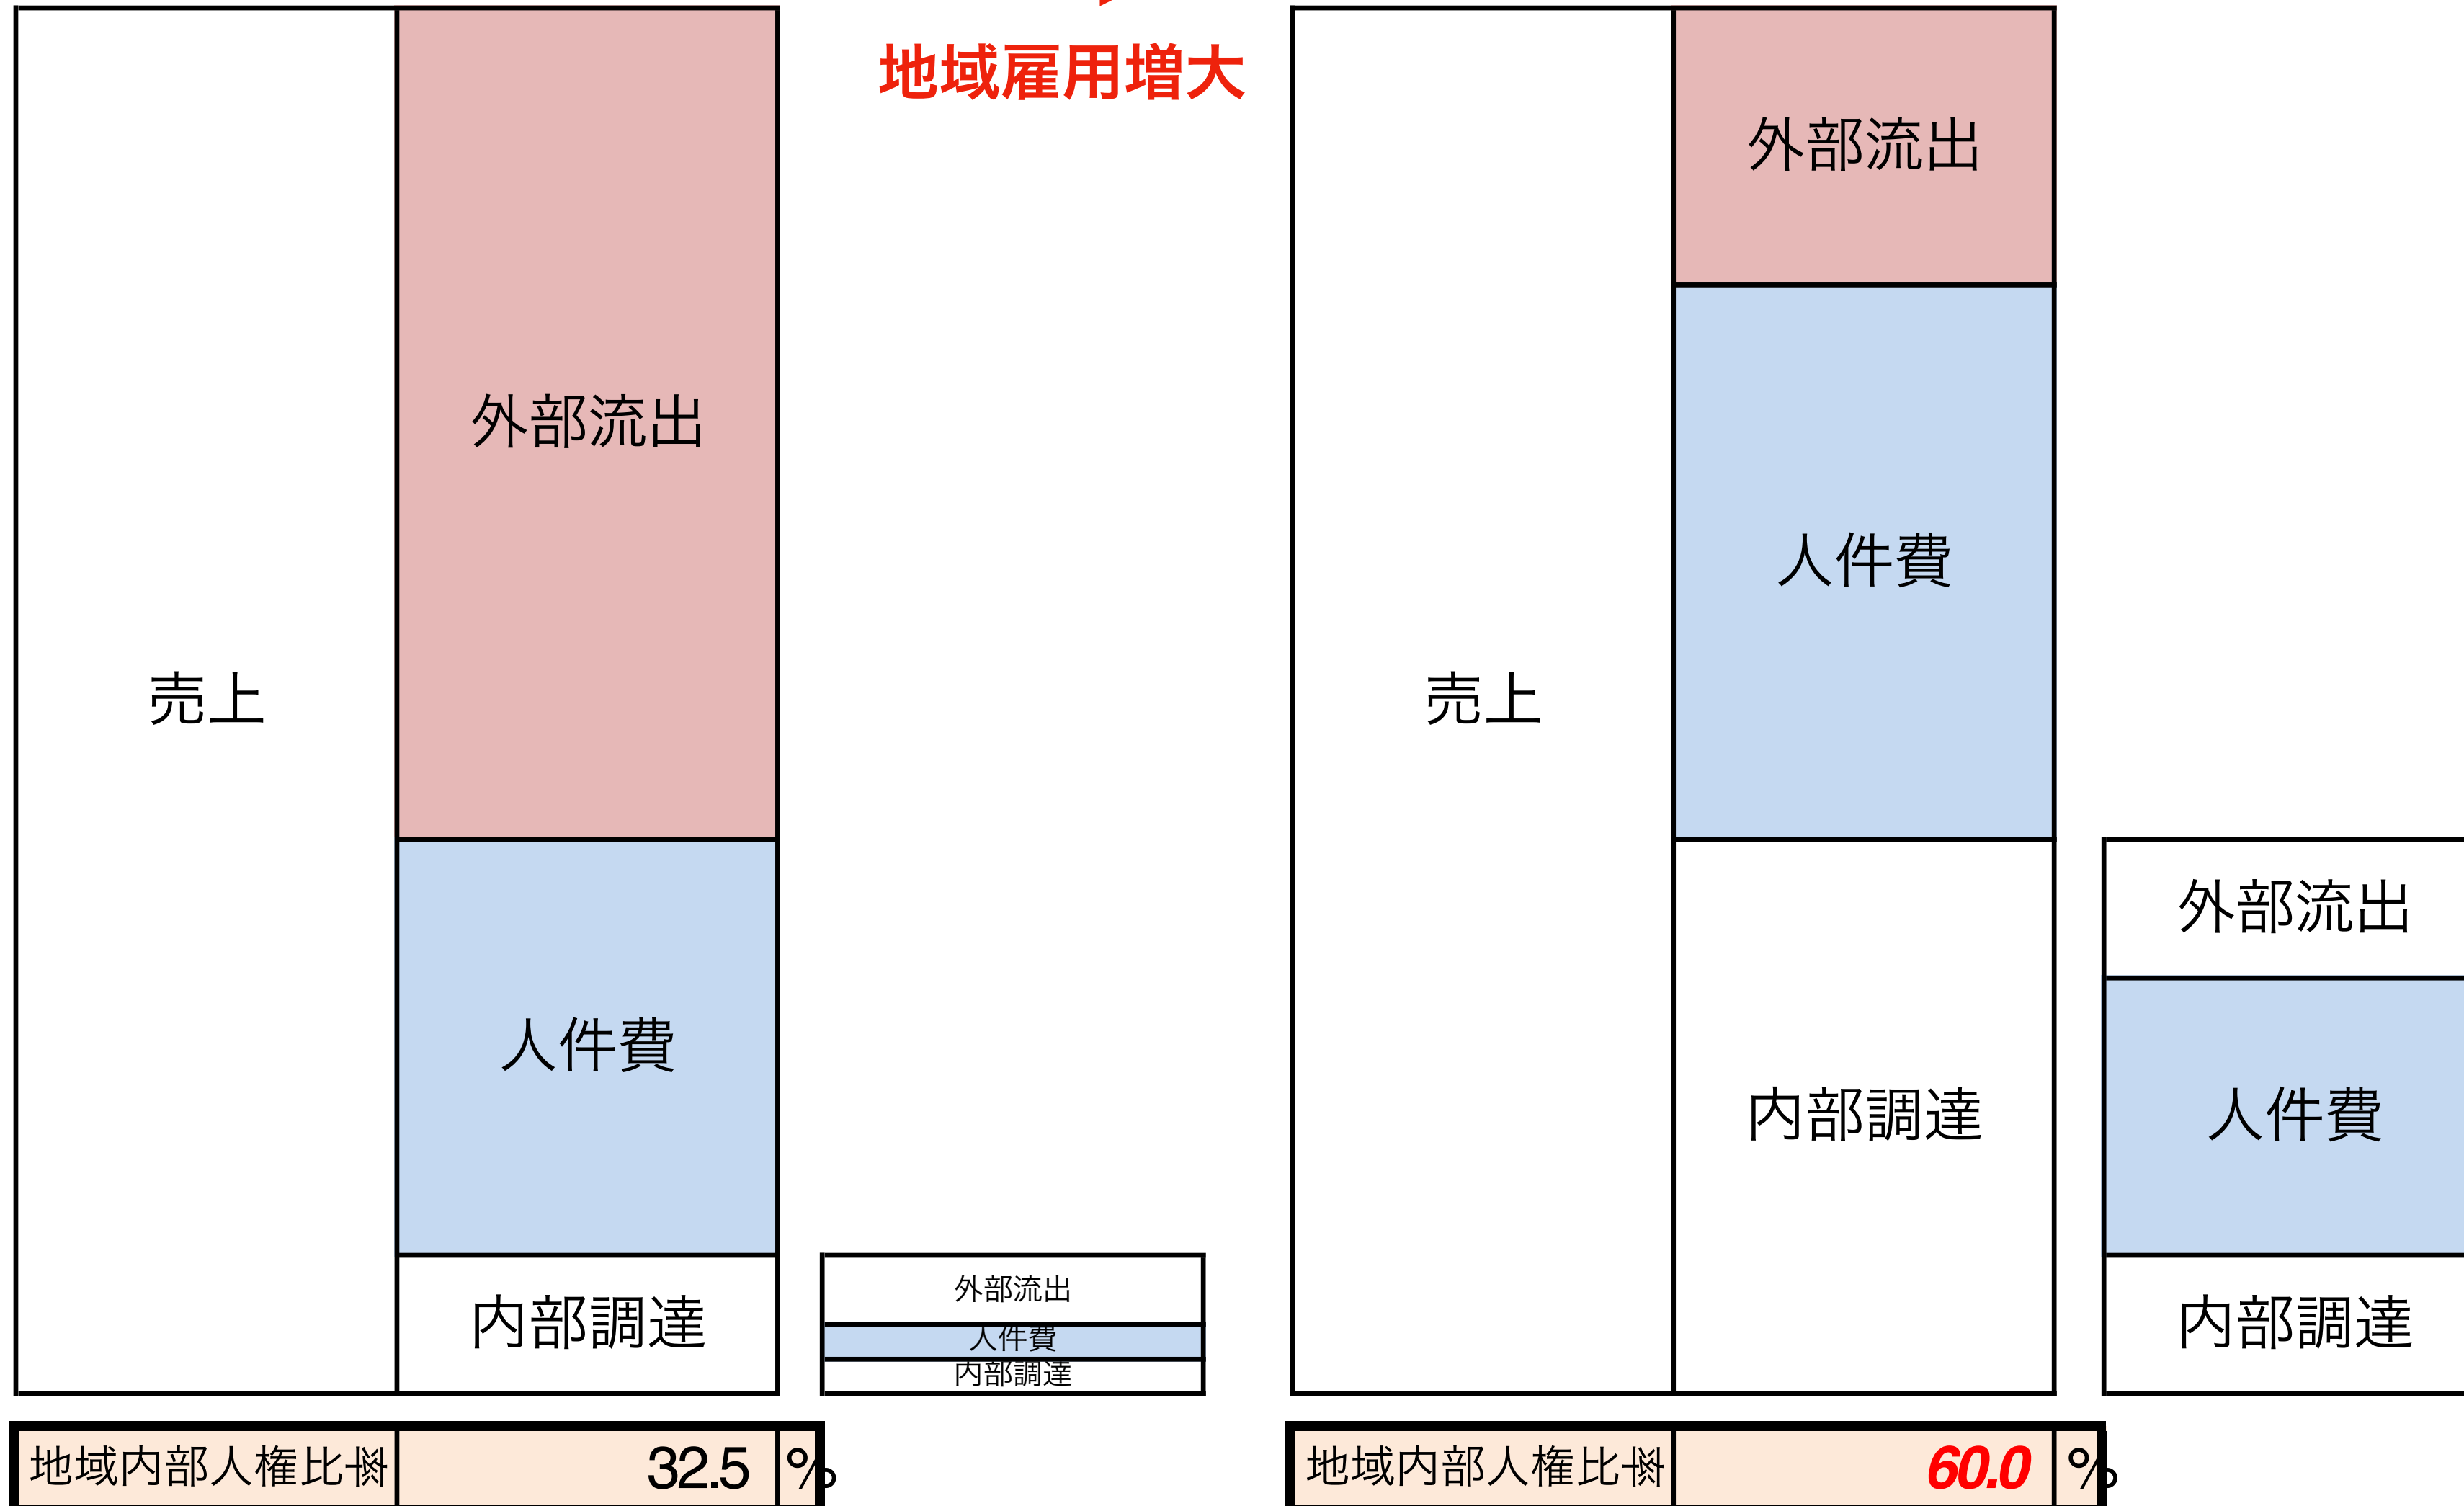 地域雇用増大
売上
外部流出
人件費
内部調達
外部流出
人件費
内部調達
地域内部人権比率
32.5
%
売上
外部流出
人件費
内部調達
外部流出
人件費
内部調達
地域内部人権比率
60.0
%